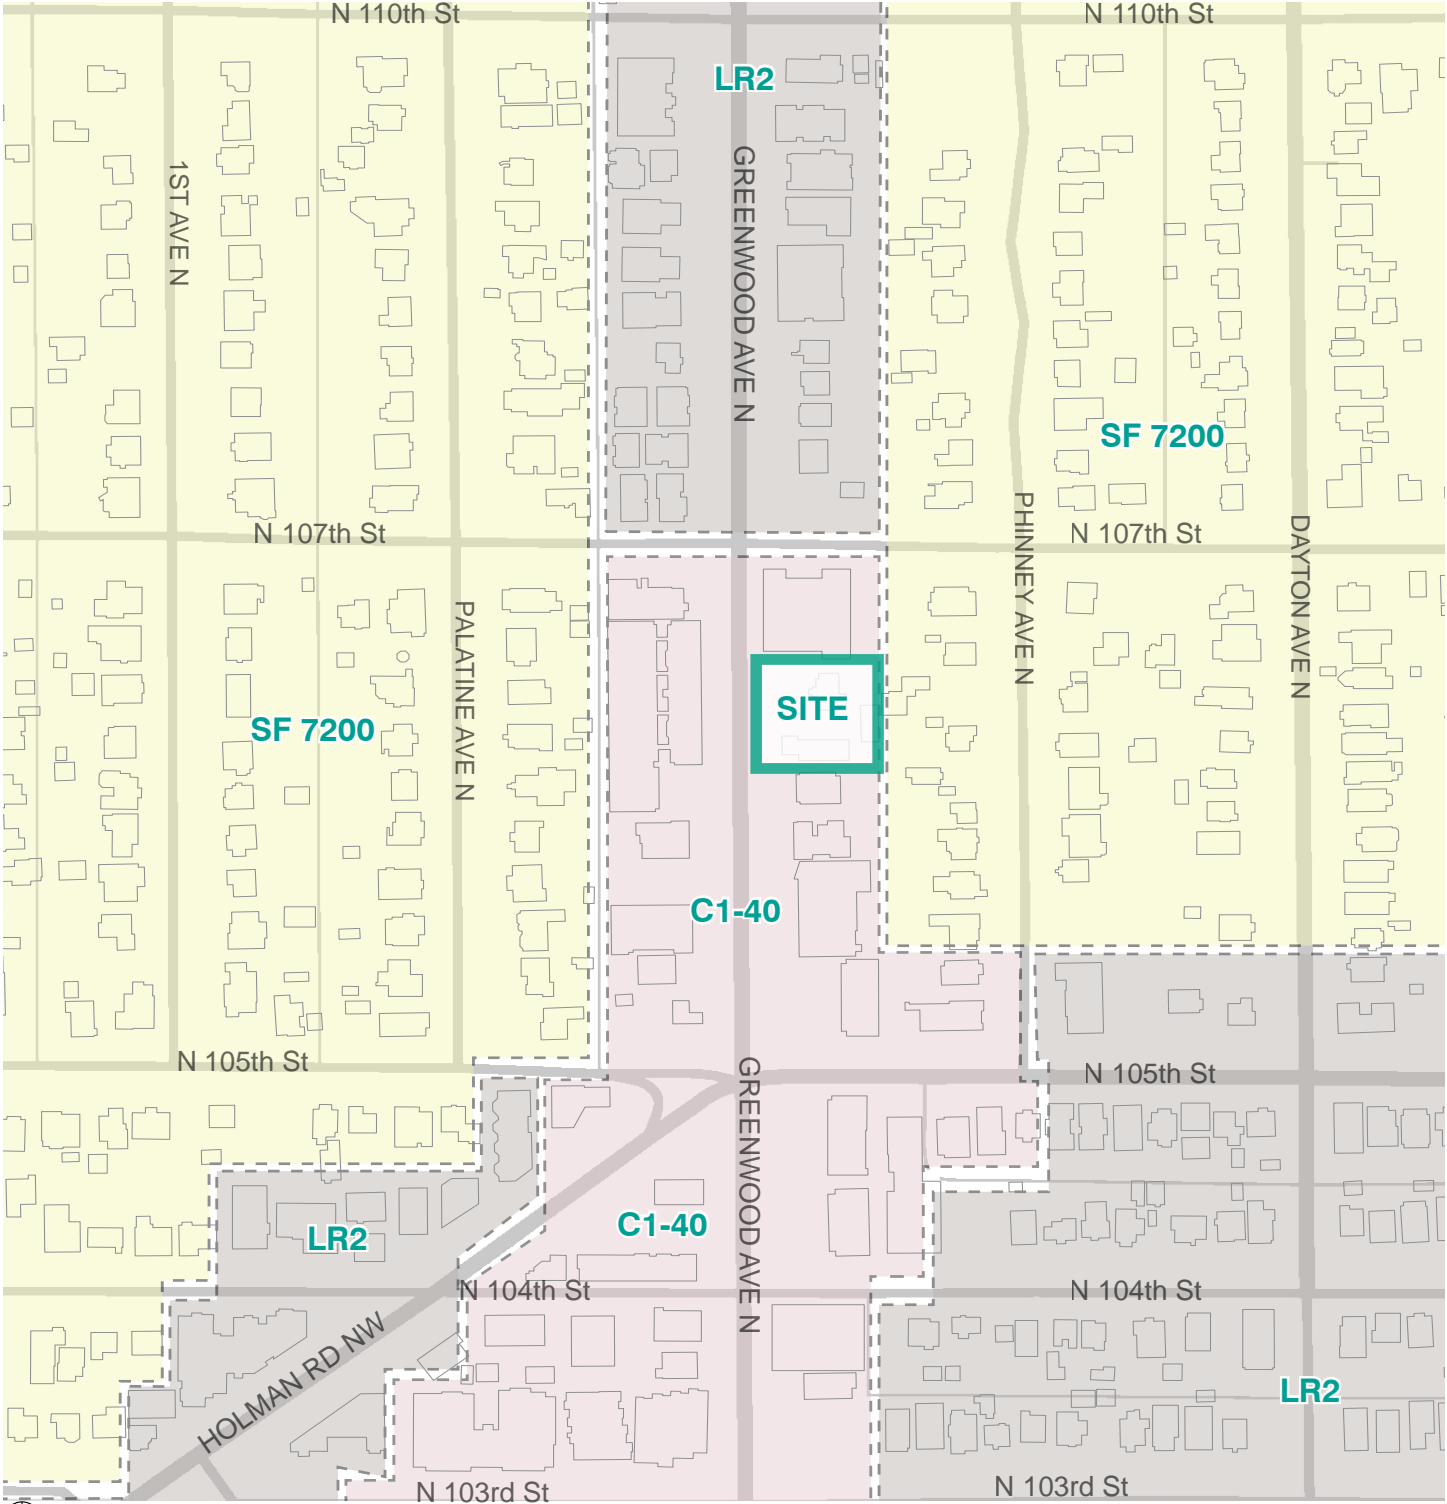 N 110th St
N 110th St
LR2
1ST AVE N
GREENWOOD AVE N
SF 7200
PHINNEY AVE N
DAYTON AVE N
N 107th St
N 107th St
PALATINE AVE N
SITE
SF 7200
C1-40
N 105th St
GREENWOOD AVE N
N 105th St
LR2
C1-40
N 104th St
N 104th St
HOLMAN RD NW
LR2
N 103rd St
N 103rd St